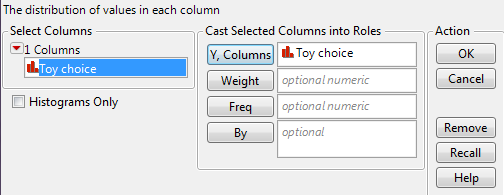 The distribution of values in each column
Select Columns
1 Columns
Toy choice
Histograms Only
Cast Selected Columns into Roles
Y, Columns
Toy choice
Weight
optional numeric
Freq
optional numeric
By
optional
Action
OK
Cancel
Remove
Recall
Help